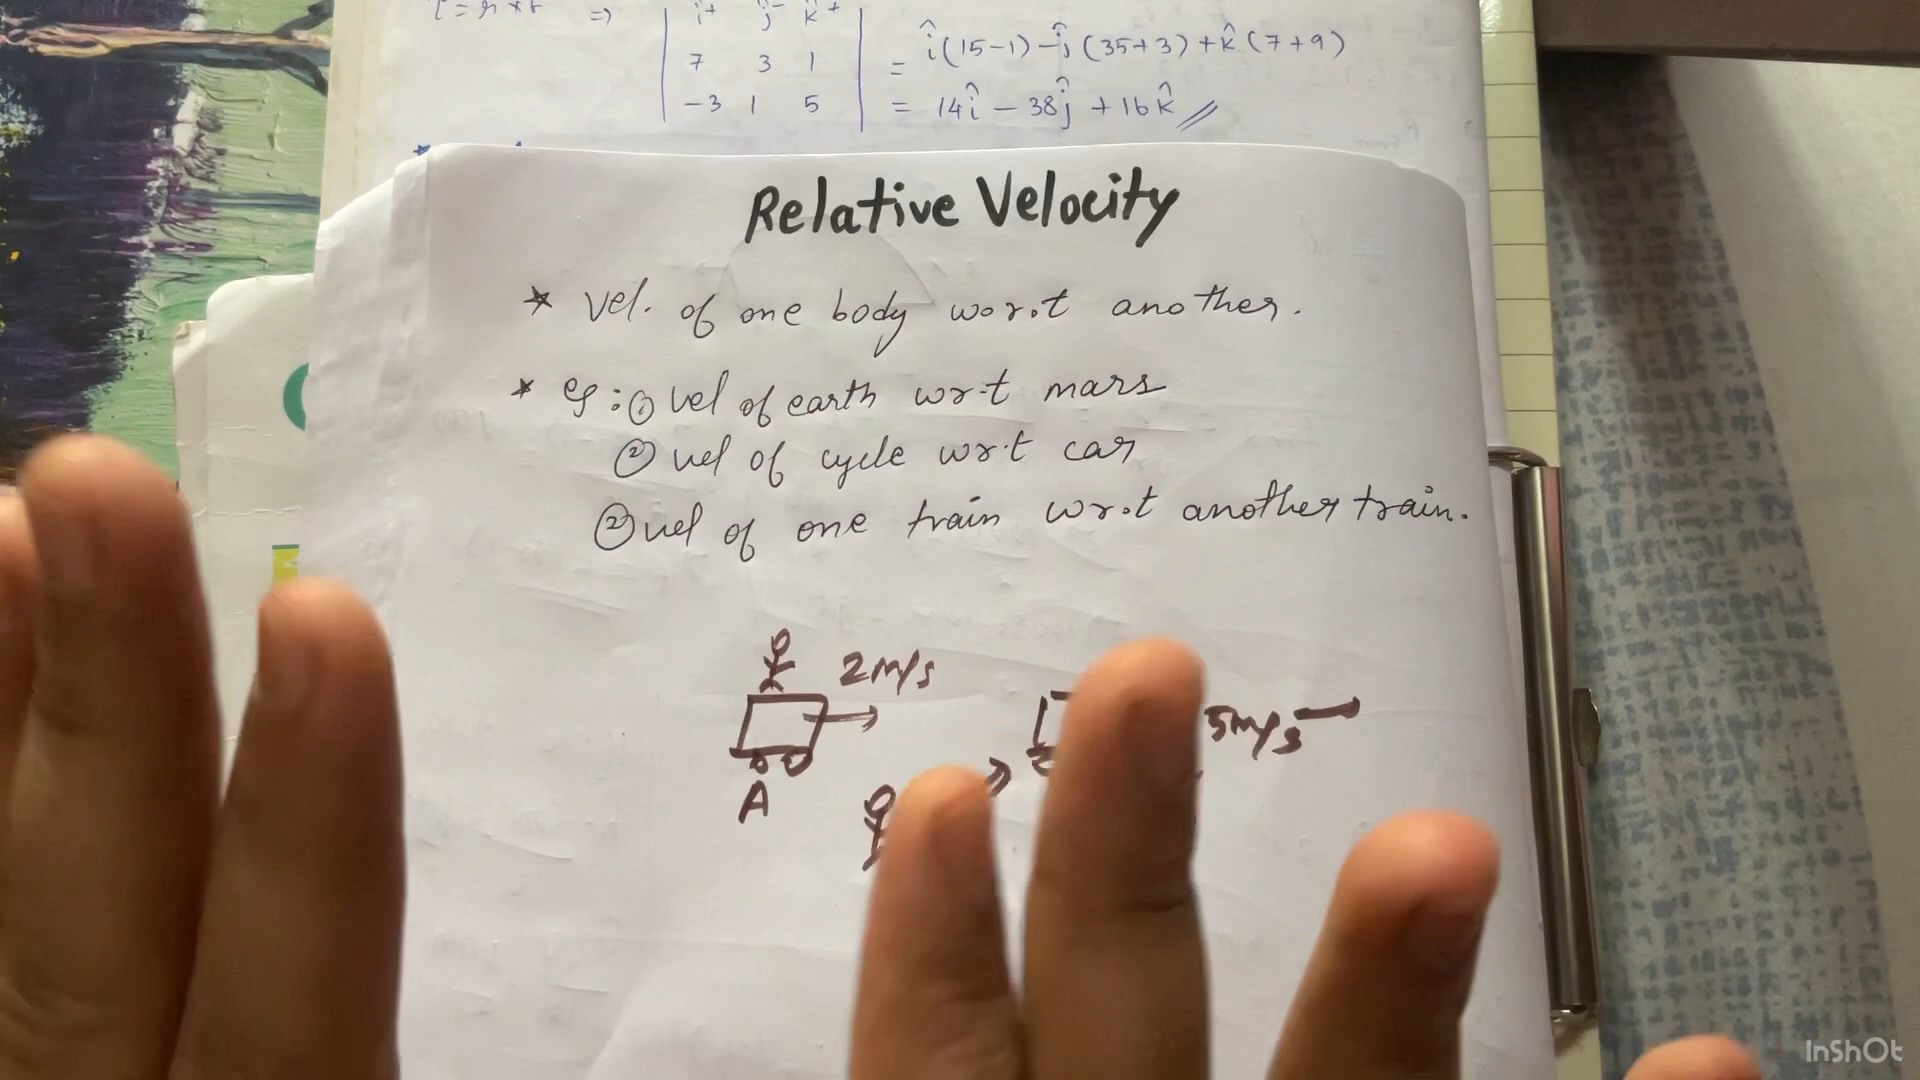 7 3 1
-3 1 5
= î(15-1)-ĵ(35+3)+k̂(7+9)
= 14î - 38ĵ + 16k̂
Relative Velocity
* Vel. of one body w.r.t another.
* eg: ① vel of earth w.r.t mars
② vel of cycle w.r.t car
② vel of one train w.r.t another train.
2m/s
5m/s
A
InShOt